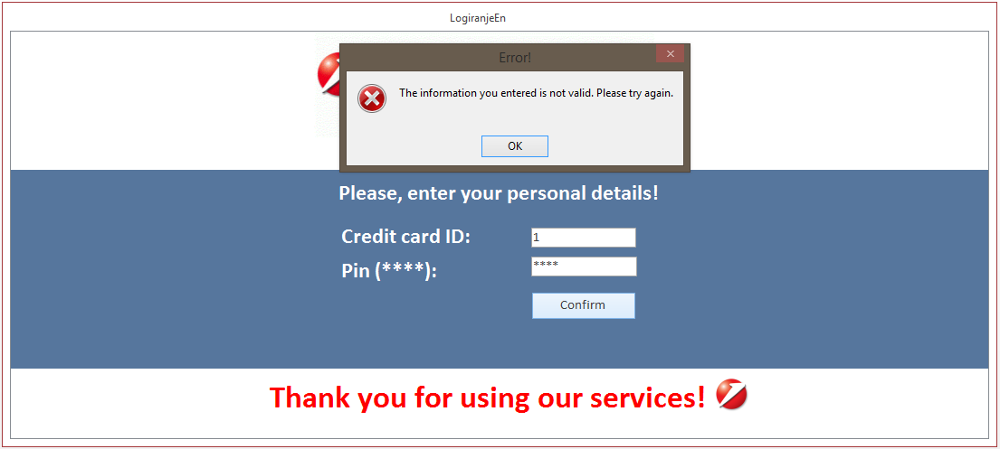 LogiranjeEn
Error!
The information you entered is not valid. Please try again.
OK
Please, enter your personal details!
Credit card ID: 1
Pin (****): ****
Confirm
Thank you for using our services!